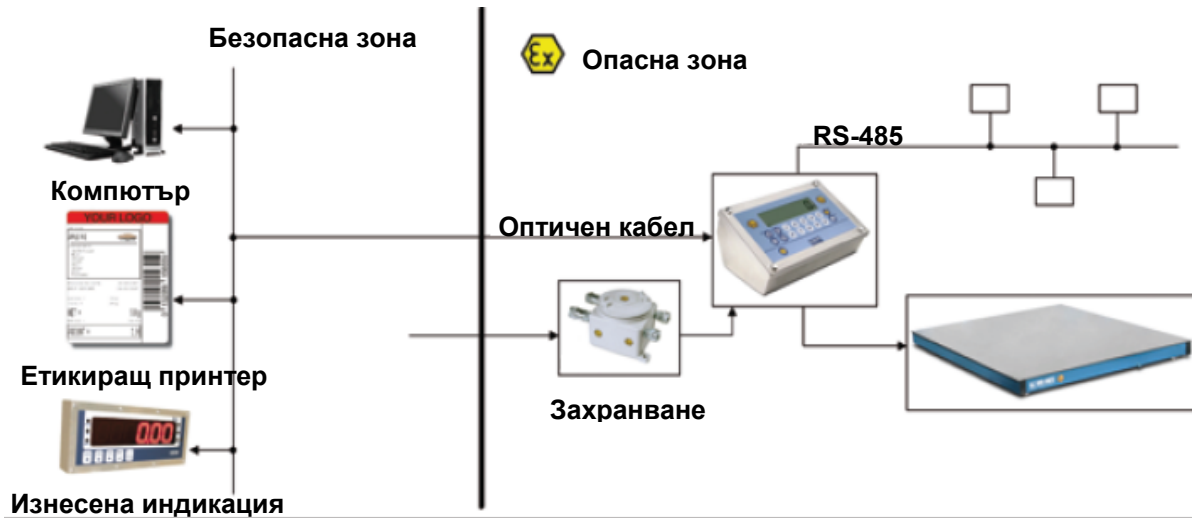 Безопасна зона
Ex
Опасна зона
RS-485
Компютър
YOUR LOGO
Оптичен кабел
Етикиращ принтер
Захранване
0.00
Изнесена индикация